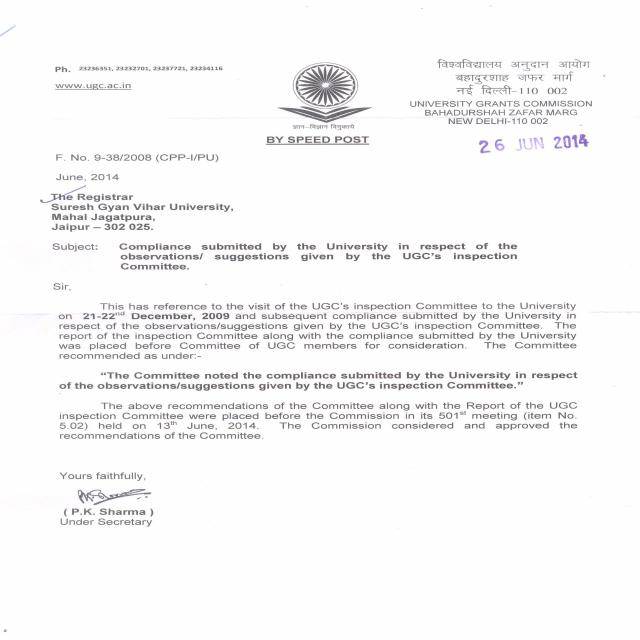 Ph. 23236351, 23232701, 23237721, 23234116
www.ugc.ac.in
ज्ञान-विज्ञान विमुक्तये
BY SPEED POST
विश्वविद्यालय अनुदान आयोग
बहादुरशाह जफर मार्ग
नई दिल्ली-110 002
UNIVERSITY GRANTS COMMISSION
BAHADURSHAH ZAFAR MARG
NEW DELHI-110 002
26 JUN 2014
F. No. 9-38/2008 (CPP-I/PU)
June, 2014
The Registrar
Suresh Gyan Vihar University,
Mahal Jagatpura,
Jaipur – 302 025.
Subject: Compliance submitted by the University in respect of the
observations/ suggestions given by the UGC's inspection
Committee.
Sir,
This has reference to the visit of the UGC's inspection Committee to the University
on 21-22nd December, 2009 and subsequent compliance submitted by the University in
respect of the observations/suggestions given by the UGC's inspection Committee. The
report of the inspection Committee along with the compliance submitted by the University
was placed before Committee of UGC members for consideration. The Committee
recommended as under:-
“The Committee noted the compliance submitted by the University in respect
of the observations/suggestions given by the UGC's inspection Committee.”
The above recommendations of the Committee along with the Report of the UGC
inspection Committee were placed before the Commission in its 501st meeting (item No.
5.02) held on 13th June, 2014. The Commission considered and approved the
recommendations of the Committee.
Yours faithfully,
( P.K. Sharma )
Under Secretary